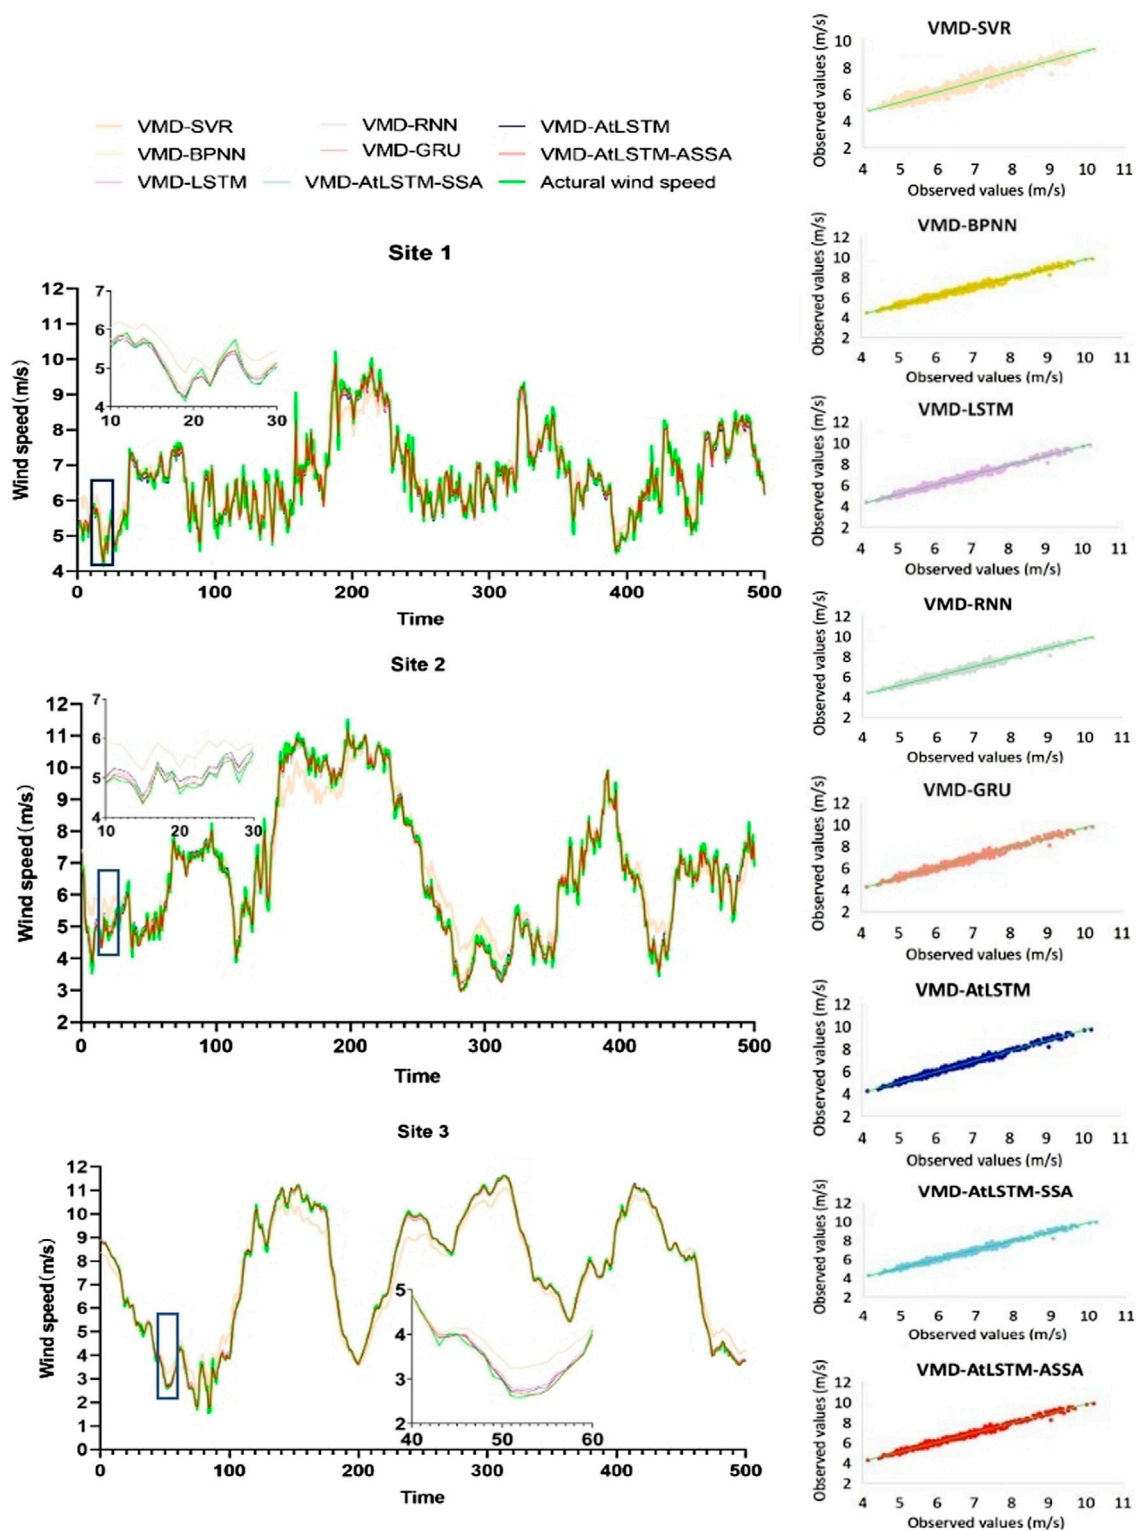 VMD-SVR
VMD-RNN
VMD-AtLSTM
VMD-BPNN
VMD-GRU
VMD-AtLSTM-ASSA
VMD-LSTM
VMD-AtLSTM-SSA
Actural wind speed
Site 1
Wind speed(m/s)
12
11
10
9
8
7
6
5
4
0
100
200
300
400
500
Time
7
6
5
4
10
20
30
Site 2
Wind speed(m/s)
12
11
10
9
8
7
6
5
4
3
2
0
100
200
300
400
500
Time
7
6
5
4
10
20
30
Site 3
Wind speed(m/s)
12
11
10
9
8
7
6
5
4
3
2
1
0
0
100
200
300
400
500
Time
5
4
3
2
40
50
60
VMD-SVR
Observed values (m/s)
10
8
6
4
2
4 5 6 7 8 9 10 11
Observed values (m/s)
VMD-BPNN
Observed values (m/s)
12
10
8
6
4
2
4 5 6 7 8 9 10 11
Observed values (m/s)
VMD-LSTM
Observed values (m/s)
12
10
8
6
4
2
4 5 6 7 8 9 10 11
Observed values (m/s)
VMD-RNN
Observed values (m/s)
12
10
8
6
4
2
4 5 6 7 8 9 10 11
Observed values (m/s)
VMD-GRU
Observed values (m/s)
12
10
8
6
4
2
4 5 6 7 8 9 10 11
Observed values (m/s)
VMD-AtLSTM
Observed values (m/s)
12
10
8
6
4
2
4 5 6 7 8 9 10 11
Observed values (m/s)
VMD-AtLSTM-SSA
Observed values (m/s)
12
10
8
6
4
2
4 5 6 7 8 9 10 11
Observed values (m/s)
VMD-AtLSTM-ASSA
Observed values (m/s)
12
10
8
6
4
2
4 5 6 7 8 9 10 11
Observed values (m/s)